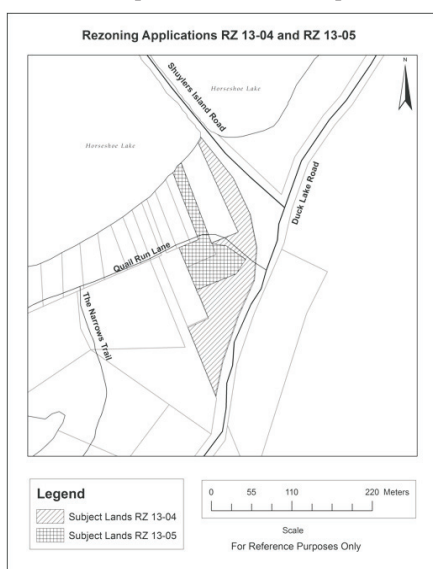 Rezoning Applications RZ 13-04 and RZ 13-05
N
Shuylers Island Road
Horseshoe Lake
Horseshoe Lake
Duck Lake Road
Quail Run Lane
The Narrows Trail
Legend
Subject Lands RZ 13-04
Subject Lands RZ 13-05
0 55 110 220 Meters
Scale
For Reference Purposes Only